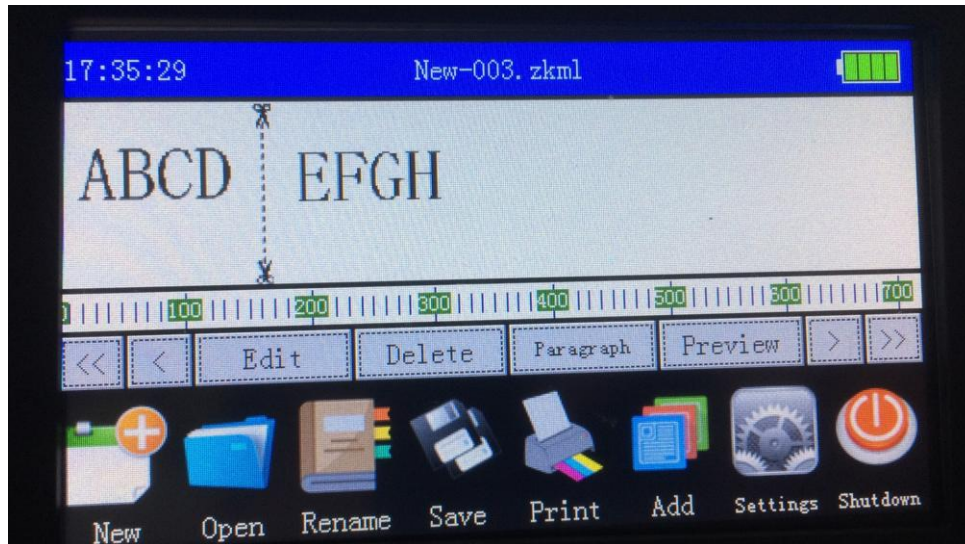 17:35:29 New-003.zkml
ABCD EFGH
100 200 300 400 500 600 700
<< < Edit Delete Paragraph Preview > >>
New Open Rename Save Print Add Settings Shutdown